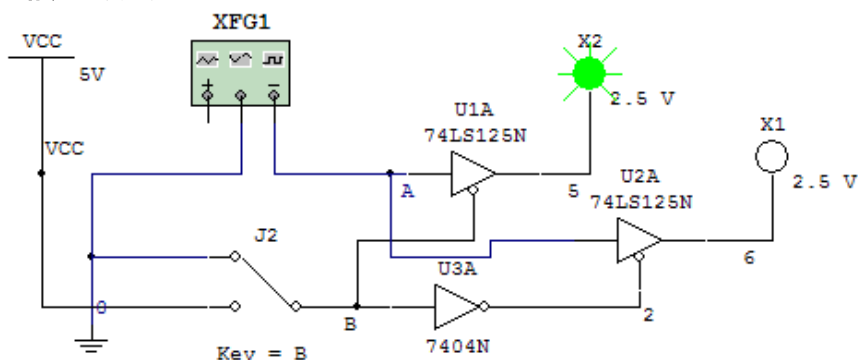 XFG1
VCC
5V
X2
2.5 V
U1A
74LS125N
X1
VCC
A
5
U2A
74LS125N
2.5 V
J2
6
U3A
0
B
2
7404N
Key = B